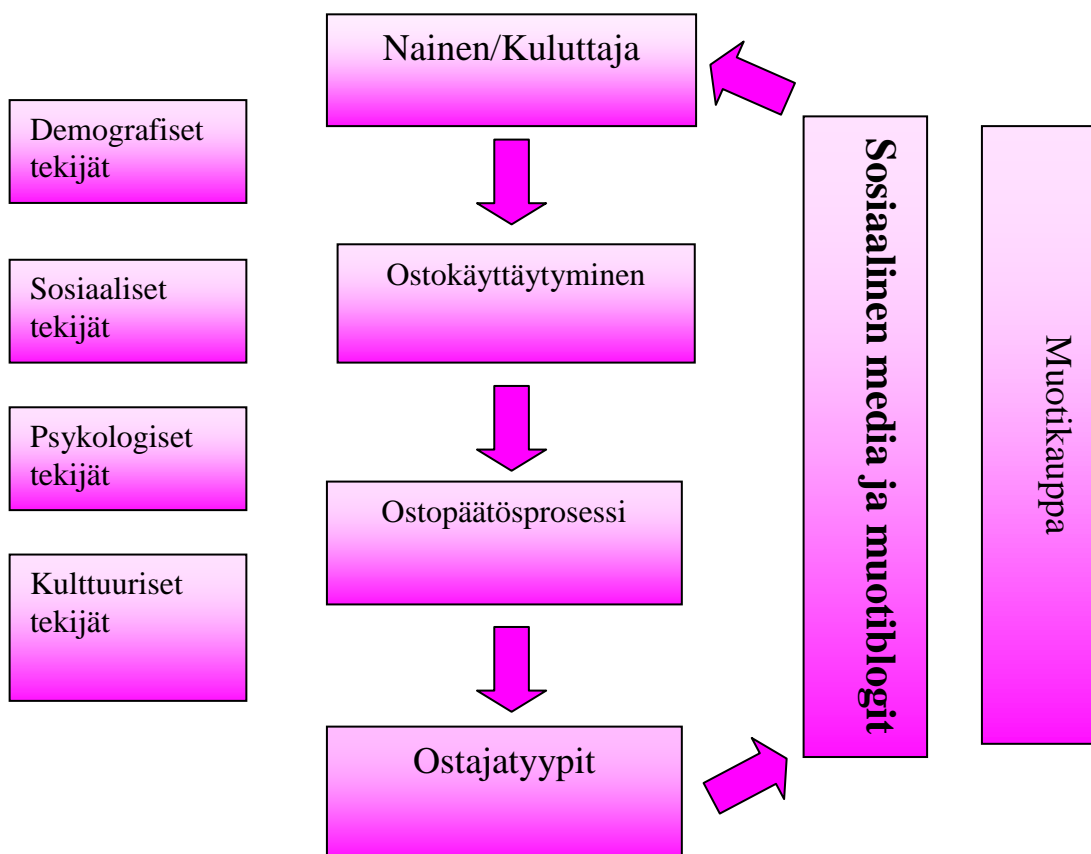 Nainen/Kuluttaja
Demografiset
tekijät
Sosiaaliset
tekijät
Psykologiset
tekijät
Kulttuuriset
tekijät
Ostokäyttäytyminen
Ostopäätösprosessi
Ostajatyypit
Sosiaalinen media ja muotiblogit
Muotikauppa